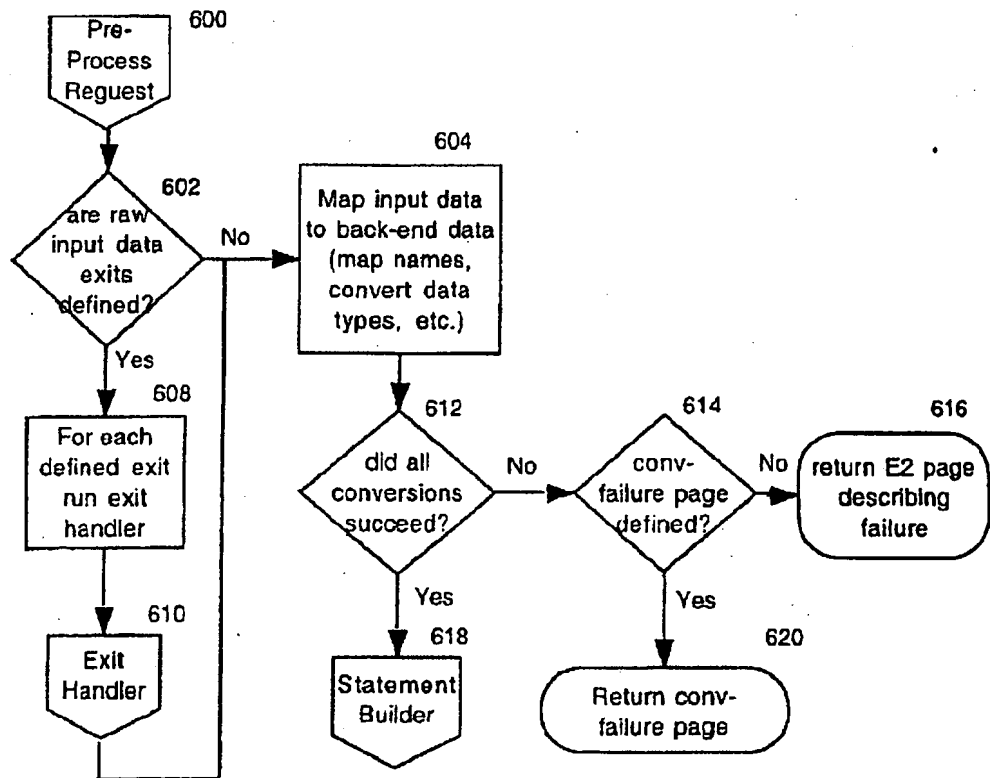 600
Pre-
Process
Reguest
602
are raw
input data
exits
defined?
No
Yes
604
Map input data
to back-end data
(map names,
convert data
types, etc.)
608
For each
defined exit
run exit
handler
610
Exit
Handler
612
did all
conversions
succeed?
No
Yes
614
conv-
failure page
defined?
No
Yes
616
return E2 page
describing
failure
618
Statement
Builder
620
Return conv-
failure page